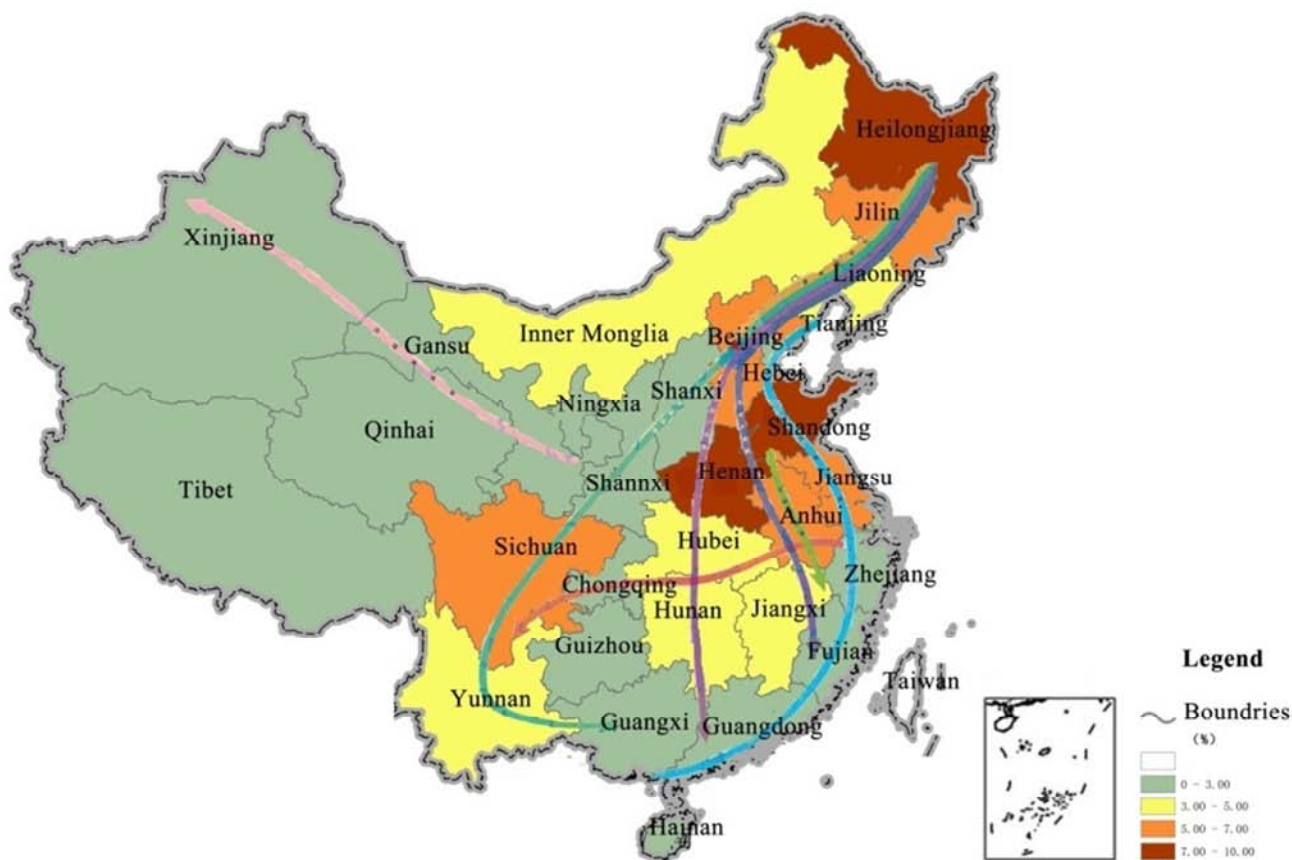 Heilongjiang
Jilin
Xinjiang
Liaoning
Tianjing
Inner Monglia
Beijing
Gansu
Hebei
Shanxi
Ningxia
Qinhai
Shandong
Henan
Shannxi
Jiangsu
Tibet
Anhui
Sichuan
Hubei
Zhejiang
Chongqing
Hunan
Jiangxi
Guizhou
Fujian
Legend
Taiwan
Yunnan
Guangxi
Guangdong
Boundries
(%)
0 - 3.00
3.00 - 5.00
5.00 - 7.00
7.00 - 10.00
Hainan